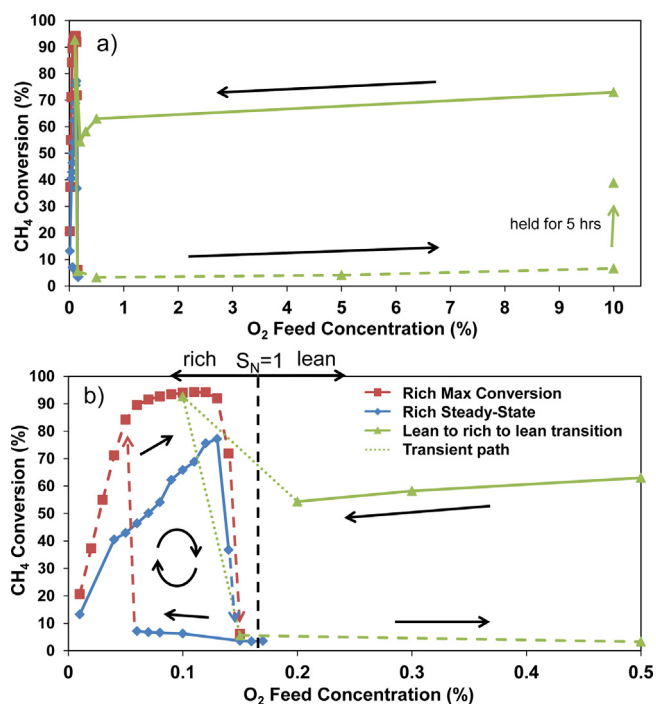 100
90
80
70
60
50
40
30
20
10
0
CH₄ Conversion (%)
a)
held for 5 hrs
0 1 2 3 4 5 6 7 8 9 10
O₂ Feed Concentration (%)
rich S_N=1 lean
100
90
80
70
60
50
40
30
20
10
0
CH₄ Conversion (%)
b)
Rich Max Conversion
Rich Steady-State
Lean to rich to lean transition
Transient path
0 0.1 0.2 0.3 0.4 0.5
O₂ Feed Concentration (%)